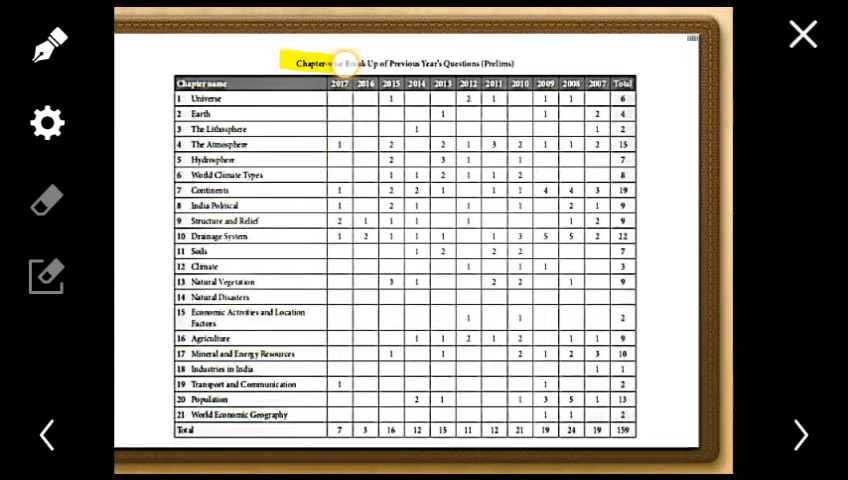 Chapter-wise Break Up of Previous Year's Questions (Prelims)
Chapter name 2017 2016 2015 2014 2013 2012 2011 2010 2009 2008 2007 Total
1 Universe 1 2 1 1 1 6
2 Earth 1 1 2 4
3 The Lithosphere 1 1 2
4 The Atmosphere 1 2 2 1 3 2 1 1 2 15
5 Hydrosphere 2 3 1 1 7
6 World Climate Types 1 1 2 1 1 2 8
7 Continents 1 2 2 1 1 1 4 4 3 19
8 India Political 1 2 1 1 1 2 1 9
9 Structure and Relief 2 1 1 1 1 1 2 9
10 Drainage System 1 2 1 1 1 1 3 5 5 2 22
11 Soils 1 2 2 2 7
12 Climate 1 1 1 3
13 Natural Vegetation 3 1 2 2 1 9
14 Natural Disasters
15 Economic Activities and Location
Factors 1 1 2
16 Agriculture 1 1 2 1 2 1 1 9
17 Mineral and Energy Resources 1 1 2 1 2 3 10
18 Industries in India 1 1
19 Transport and Communication 1 1 2
20 Population 2 1 1 3 5 1 13
21 World Economic Geography 1 1 2
Total 7 3 16 12 15 11 12 21 19 24 19 159